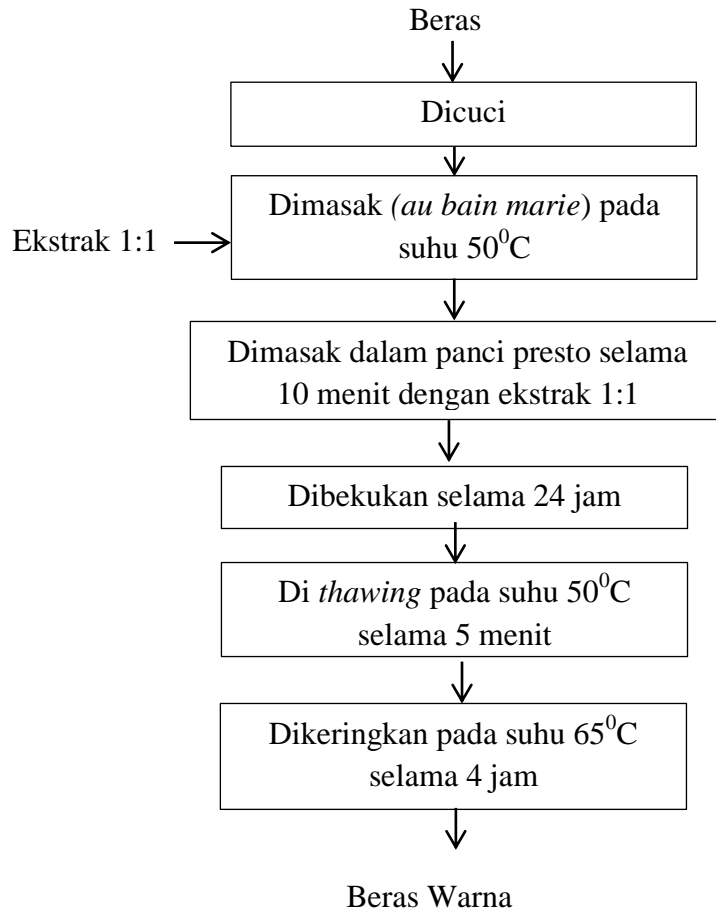 Beras
Dicuci
Dimasak (au bain marie) pada
suhu 50⁰C
Ekstrak 1:1
Dimasak dalam panci presto selama
10 menit dengan ekstrak 1:1
Dibekukan selama 24 jam
Di thawing pada suhu 50⁰C
selama 5 menit
Dikeringkan pada suhu 65⁰C
selama 4 jam
Beras Warna